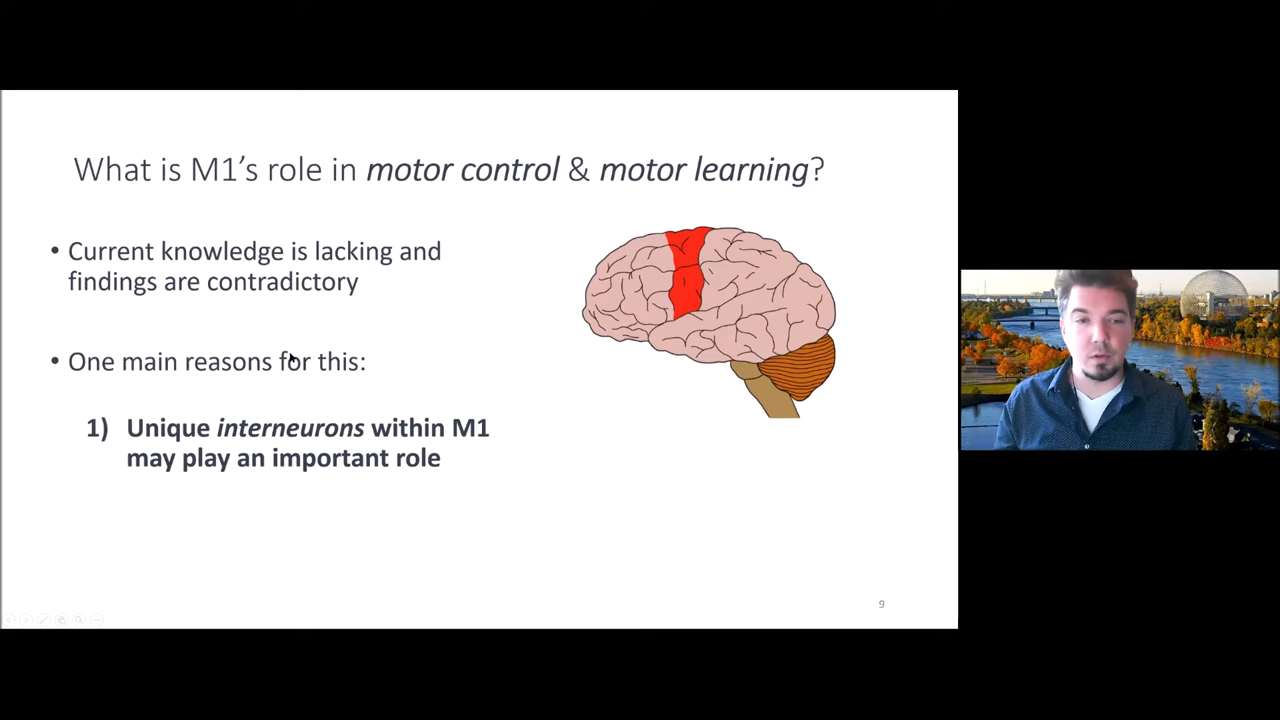 What is M1's role in motor control & motor learning?
• Current knowledge is lacking and
findings are contradictory
• One main reasons for this:
1) Unique interneurons within M1
may play an important role
9